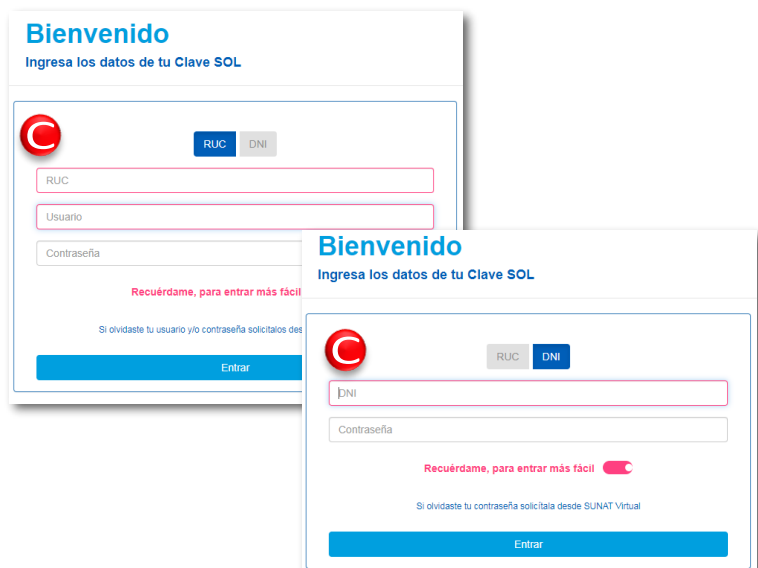 Bienvenido
Ingresa los datos de tu Clave SOL
C
RUC DNI
RUC
Usuario
Contraseña
Recuérdame, para entrar más fácil
Si olvidaste tu usuario y/o contraseña solicítalos des
Entrar
Bienvenido
Ingresa los datos de tu Clave SOL
C
RUC DNI
DNI
Contraseña
Recuérdame, para entrar más fácil
Si olvidaste tu contraseña solicítala desde SUNAT Virtual
Entrar